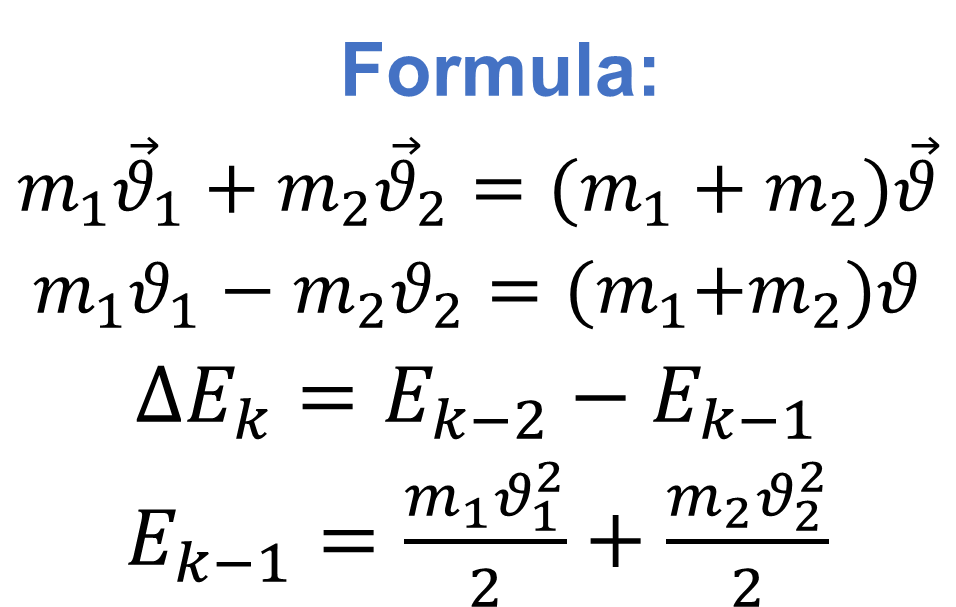 Formula:
m₁ϑ⃗₁ + m₂ϑ⃗₂ = (m₁ + m₂)ϑ⃗
m₁ϑ₁ − m₂ϑ₂ = (m₁+m₂)ϑ
ΔEₖ = Eₖ₋₂ − Eₖ₋₁
Eₖ₋₁ = m₁ϑ₁²/2 + m₂ϑ₂²/2